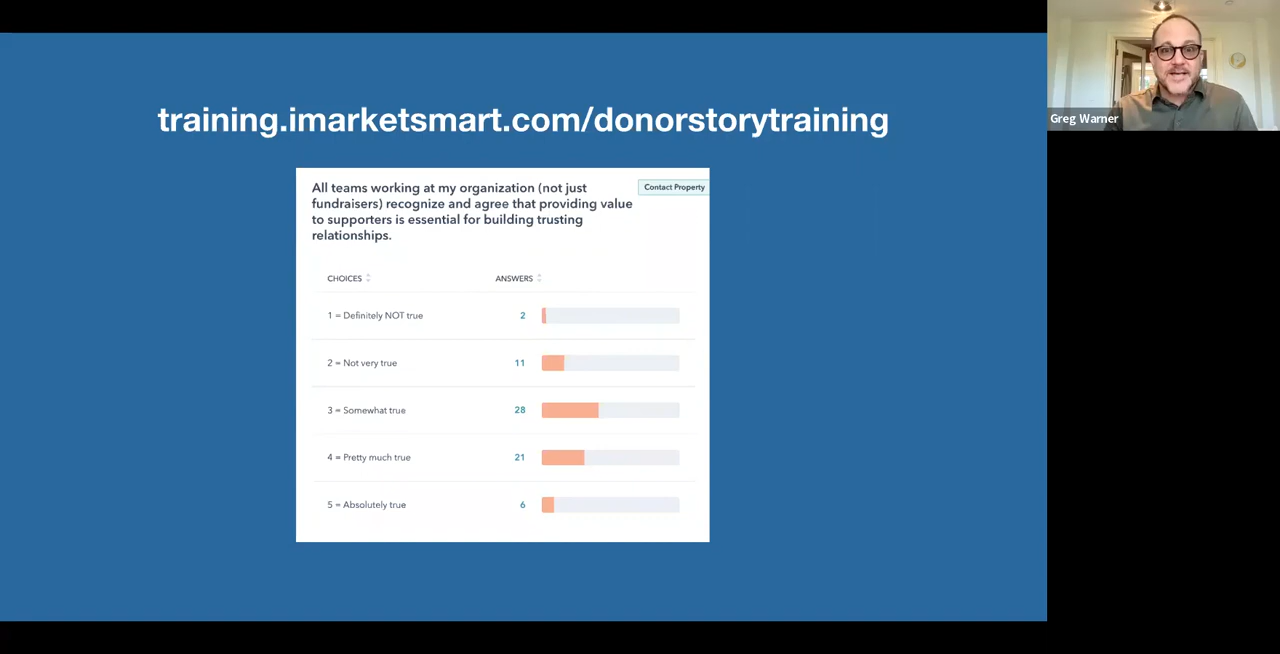 training.imarketsmart.com/donorstorytraining
All teams working at my organization (not just
fundraisers) recognize and agree that providing value
to supporters is essential for building trusting
relationships.
Contact Property
CHOICES ANSWERS
1 = Definitely NOT true 2
2 = Not very true 11
3 = Somewhat true 28
4 = Pretty much true 21
5 = Absolutely true 6
Greg Warner